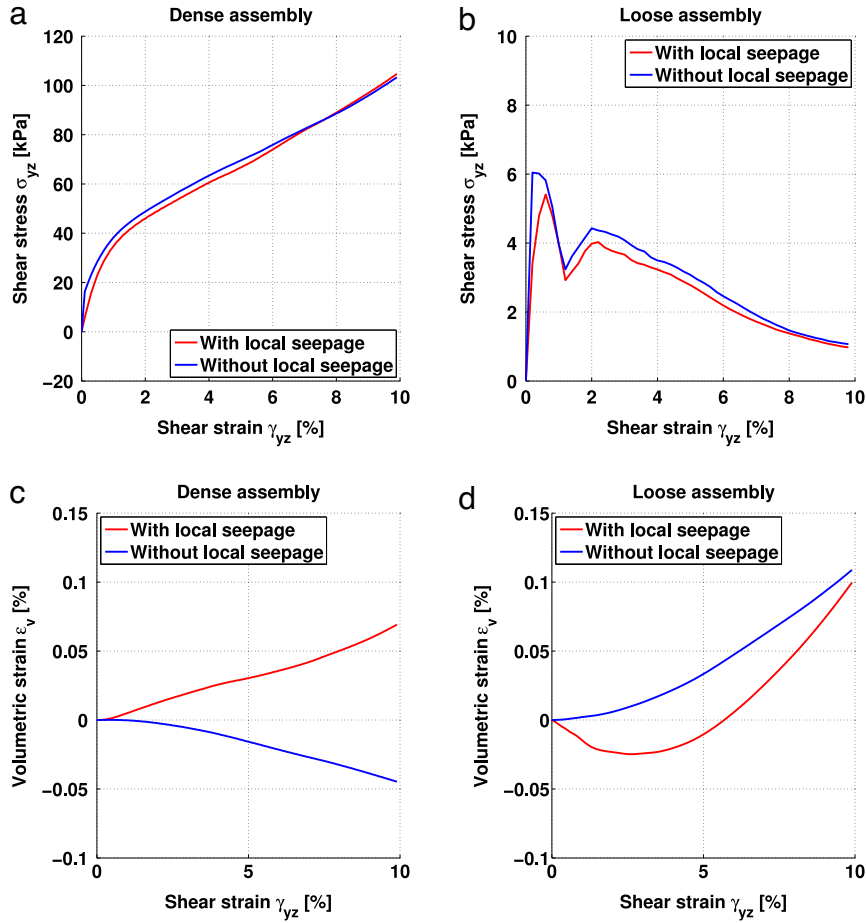 a
Dense assembly
120
100
80
60
40
20
0
−20
0 2 4 6 8 10
Shear stress σyz [kPa]
Shear strain γyz [%]
With local seepage
Without local seepage
b
Loose assembly
10
8
6
4
2
0
0 2 4 6 8 10
Shear stress σyz [kPa]
Shear strain γyz [%]
With local seepage
Without local seepage
c
Dense assembly
0.15
0.1
0.05
0
−0.05
−0.1
0 5 10
Volumetric strain εv [%]
Shear strain γyz [%]
With local seepage
Without local seepage
d
Loose assembly
0.15
0.1
0.05
0
−0.05
−0.1
0 5 10
Volumetric strain εv [%]
Shear strain γyz [%]
With local seepage
Without local seepage